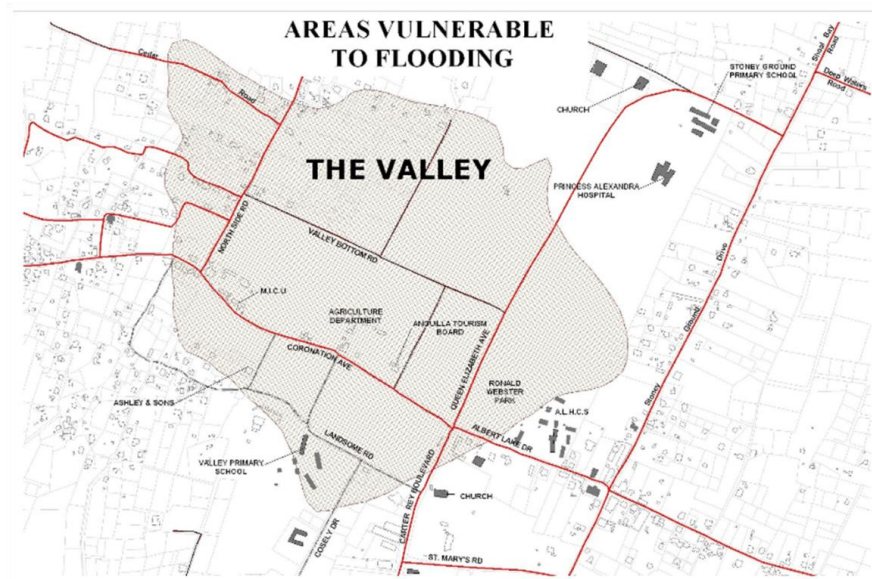 AREAS VULNERABLE
TO FLOODING
Cedar
Road
CHURCH
STONEY GROUND
PRIMARY SCHOOL
Shoal Bay
Road
Deep Waters
Road
THE VALLEY
PRINCESS ALEXANDRA
HOSPITAL
NORTH SIDE RD
VALLEY BOTTOM RD
M.I.C.U
AGRICULTURE
DEPARTMENT
ANGUILLA TOURISM
BOARD
QUEEN ELIZABETH AVE
Stoney
Ground
Drive
CORONATION AVE
RONALD
WEBSTER
PARK
ASHLEY & SONS
A.L.H.C.S
ALBERT LAKE DR
LANDSOME RD
VALLEY PRIMARY
SCHOOL
CHURCH
CARTER REY BOULEVARD
COSELY DR
ST. MARY'S RD